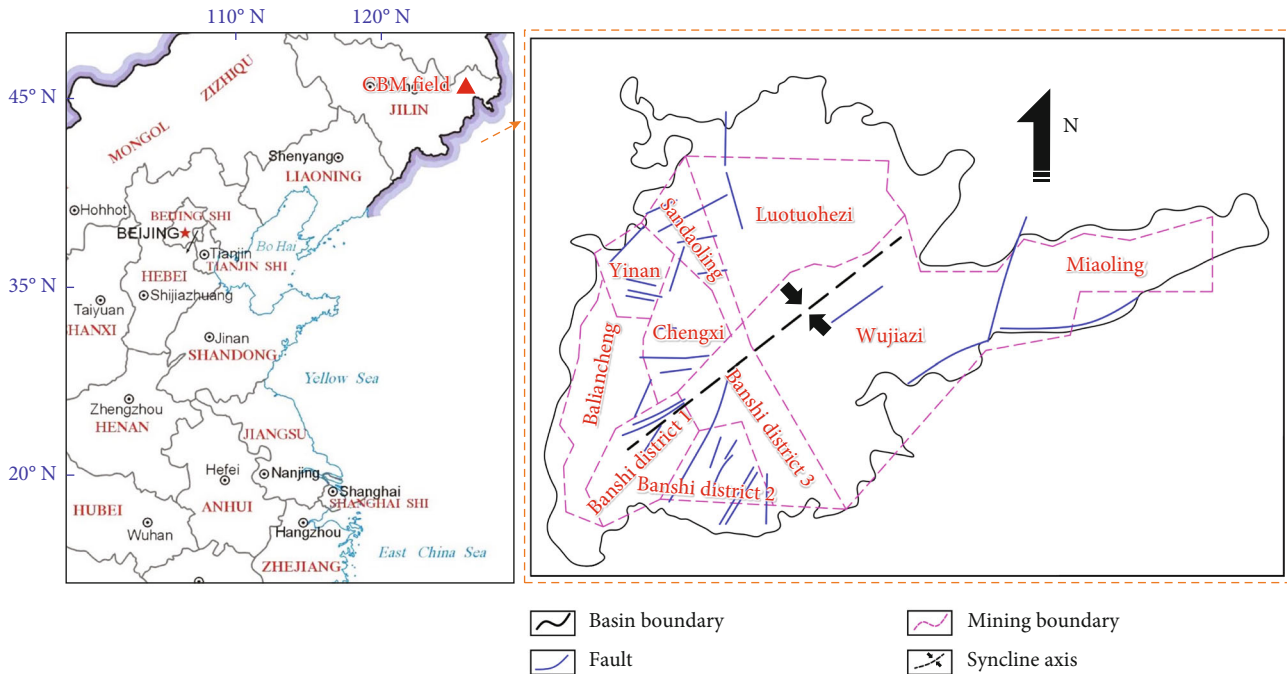 110° N
120° N
45° N
35° N
20° N
ZIZHIQU
MONGOL
CBM field
JILIN
Shenyang
LIAONING
Hohhot
BEIJING SHI
BEIJING
Bo Hai
Tianjin
TIANJIN SHI
HEBEI
Shijiazhuang
Taiyuan
HANXI
Jinan
SHANDONG
Yellow Sea
Zhengzhou
HENAN
JIANGSU
Hefei
Nanjing
Shanghai
SHANGHAI SHI
ANHUI
HUBEI
Wuhan
Hangzhou
ZHEJIANG
East China Sea
N
Luotuohezi
Sandaoling
Yinan
Miaoling
Chengxi
Wujiazi
Baliancheng
Banshi district 1
Banshi district 2
Banshi district 3
Basin boundary
Mining boundary
Fault
Syncline axis